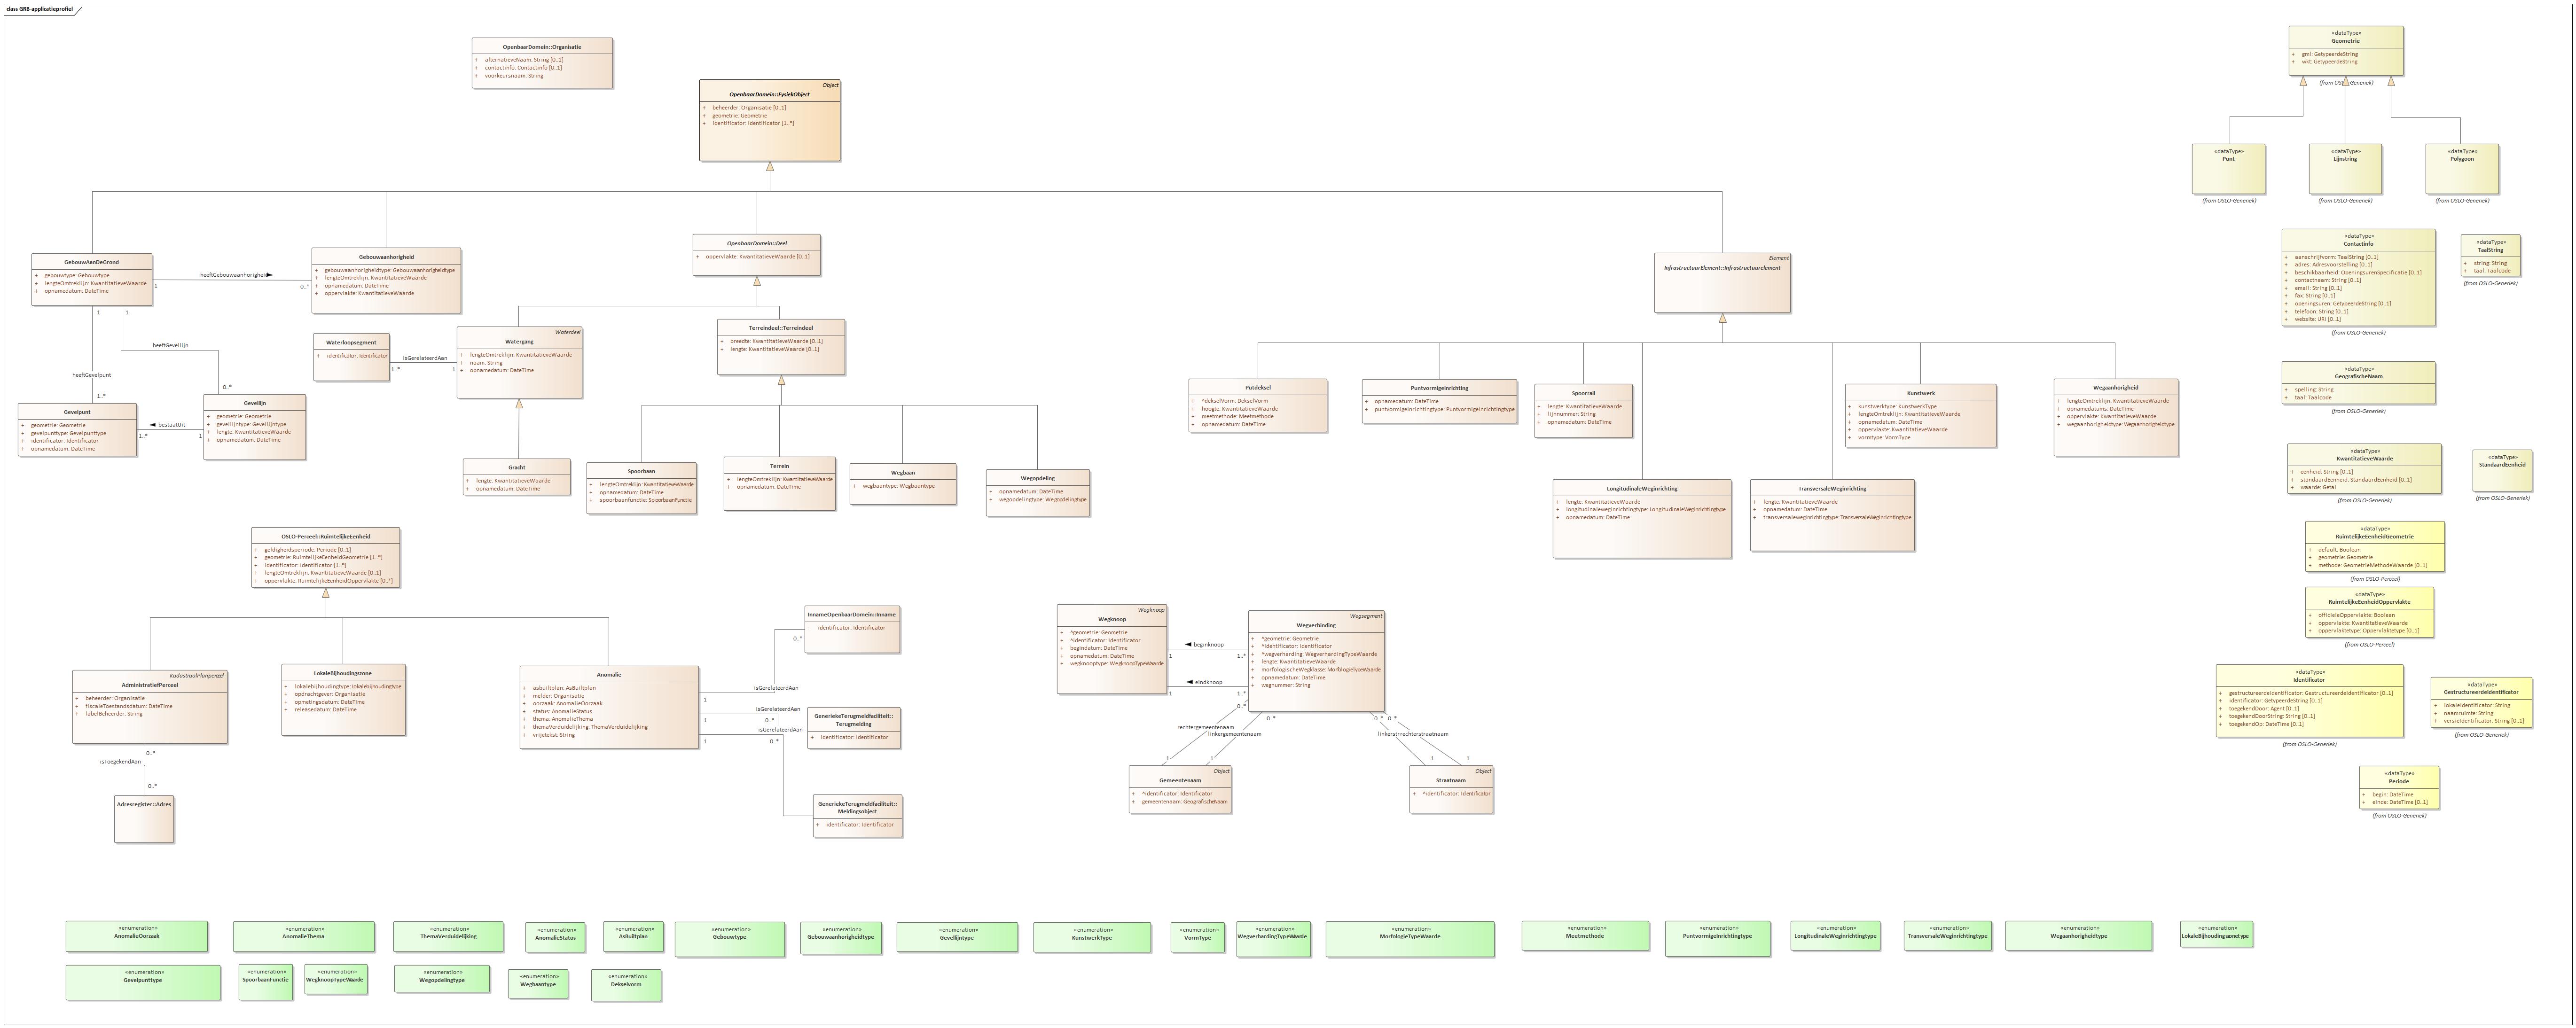 class GRB-applicatieprofiel
OpenbaarDomein::Organisatie
+ alternatieveNaam: String [0..1]
+ contactinfo: Contactinfo [0..1]
+ voorkeursnaam: String
Object
OpenbaarDomein::FysiekObject
+ beheerder: Organisatie [0..1]
+ geometrie: Geometrie
+ identificator: Identificator [1..*]
«dataType»
Geometrie
+ gml: GetypeerdeString
+ wkt: GetypeerdeString
(from OSLO-Generiek)
«dataType»
Punt
(from OSLO-Generiek)
«dataType»
Lijnstring
(from OSLO-Generiek)
«dataType»
Polygoon
(from OSLO-Generiek)
GebouwAanDeGrond
+ gebouwtype: Gebouwtype
+ lengteOmtreklijn: KwantitatieveWaarde
+ opnamedatum: DateTime
heeftGebouwaanhorigheid
1
0..*
Gebouwaanhorigheid
+ gebouwaanhorigheidtype: Gebouwaanhorigheidtype
+ lengteOmtreklijn: KwantitatieveWaarde
+ opnamedatum: DateTime
+ oppervlakte: KwantitatieveWaarde
OpenbaarDomein::Deel
+ oppervlakte: KwantitatieveWaarde [0..1]
Element
InfrastructuurElement::Infrastructuurelement
«dataType»
Contactinfo
+ aanschrijfvorm: TaalString [0..1]
+ adres: Adresvoorstelling [0..1]
+ beschikbaarheid: OpeningsurenSpecificatie [0..1]
+ contactnaam: String [0..1]
+ email: String [0..1]
+ fax: String [0..1]
+ openingsuren: GetypeerdeString [0..1]
+ telefoon: String [0..1]
+ website: URI [0..1]
(from OSLO-Generiek)
«dataType»
TaalString
+ string: String
+ taal: Taalcode
(from OSLO-Generiek)
1
1
heeftGevellijn
heeftGevelpunt
0..*
1..*
Waterloopsegment
+ identificator: Identificator
isGerelateerdAan
1..*
1
Waterdeel
Watergang
+ lengteOmtreklijn: KwantitatieveWaarde
+ naam: String
+ opnamedatum: DateTime
Terreindeel::Terreindeel
+ breedte: KwantitatieveWaarde [0..1]
+ lengte: KwantitatieveWaarde [0..1]
Gevelpunt
+ geometrie: Geometrie
+ gevelpunttype: Gevelpunttype
+ identificator: Identificator
+ opnamedatum: DateTime
bestaatUit
1..*
1
Gevellijn
+ geometrie: Geometrie
+ gevellijntype: Gevellijntype
+ lengte: KwantitatieveWaarde
+ opnamedatum: DateTime
Putdeksel
+ ^dekselVorm: DekselVorm
+ hoogte: KwantitatieveWaarde
+ meetmethode: Meetmethode
+ opnamedatum: DateTime
PuntvormigeInrichting
+ opnamedatum: DateTime
+ puntvormigeinrichtingtype: PuntvormigeInrichtingtype
Spoorrail
+ lengte: KwantitatieveWaarde
+ lijnnummer: String
+ opnamedatum: DateTime
Kunstwerk
+ kunstwerktype: KunstwerkType
+ lengteOmtreklijn: KwantitatieveWaarde
+ opnamedatum: DateTime
+ oppervlakte: KwantitatieveWaarde
+ vormtype: VormType
Wegaanhorigheid
+ lengteOmtreklijn: KwantitatieveWaarde
+ opnamedatums: DateTime
+ oppervlakte: KwantitatieveWaarde
+ wegaanhorigheidtype: Wegaanhorigheidtype
«dataType»
GeografischeNaam
+ spelling: String
+ taal: Taalcode
(from OSLO-Generiek)
Gracht
+ lengte: KwantitatieveWaarde
+ opnamedatum: DateTime
Spoorbaan
+ lengteOmtreklijn: KwantitatieveWaarde
+ opnamedatum: DateTime
+ spoorbaanfunctie: SpoorbaanFunctie
Terrein
+ lengteOmtreklijn: KwantitatieveWaarde
+ opnamedatum: DateTime
Wegbaan
+ wegbaantype: Wegbaantype
Wegopdeling
+ opnamedatum: DateTime
+ wegopdelingtype: Wegopdelingtype
LongitudinaleWeginrichting
+ lengte: KwantitatieveWaarde
+ longitudinaleweginrichtingtype: LongitudinaleWeginrichtingtype
+ opnamedatum: DateTime
TransversaleWeginrichting
+ lengte: KwantitatieveWaarde
+ opnamedatum: DateTime
+ transversaleweginrichtingtype: TransversaleWeginrichtingtype
«dataType»
KwantitatieveWaarde
+ eenheid: String [0..1]
+ standaardEenheid: StandaardEenheid [0..1]
+ waarde: Getal
(from OSLO-Generiek)
«dataType»
StandaardEenheid
(from OSLO-Generiek)
OSLO-Perceel::RuimtelijkeEenheid
+ geldigheidsperiode: Periode [0..1]
+ geometrie: RuimtelijkeEenheidGeometrie [1..*]
+ identificator: Identificator [1..*]
+ lengteOmtreklijn: KwantitatieveWaarde [0..1]
+ oppervlakte: RuimtelijkeEenheidOppervlakte [0..*]
«dataType»
RuimtelijkeEenheidGeometrie
+ default: Boolean
+ geometrie: Geometrie
+ methode: GeometrieMethodeWaarde [0..1]
(from OSLO-Perceel)
«dataType»
RuimtelijkeEenheidOppervlakte
+ officieleOppervlakte: Boolean
+ oppervlakte: KwantitatieveWaarde
+ oppervlaktetype: Oppervlaktetype [0..1]
(from OSLO-Perceel)
KadastraalPlanperceel
AdministratiefPerceel
+ beheerder: Organisatie
+ fiscaleToestandsdatum: DateTime
+ labelBeheerder: String
LokaleBijhoudingszone
+ lokalebijhoudingtype: Lokalebijhoudingtype
+ opdrachtgever: Organisatie
+ opmetingsdatum: DateTime
+ releasedatum: DateTime
Anomalie
+ asbuiltplan: AsBuiltplan
+ melder: Organisatie
+ oorzaak: AnomalieOorzaak
+ status: AnomalieStatus
+ thema: AnomalieThema
+ themaVerduidelijking: ThemaVerduidelijking
+ vrijetekst: String
InnameOpenbaarDomein::Inname
- identificator: Identificator
0..*
isGerelateerdAan
1
GeneriekeTerugmeldfaciliteit::
Terugmelding
+ identificator: Identificator
isGerelateerdAan
0..*
1
isGerelateerdAan
0..*
1
GeneriekeTerugmeldfaciliteit::
Meldingsobject
+ identificator: Identificator
0..*
isToegekendAan
0..*
Adresregister::Adres
Wegknoop
Wegknoop
+ ^geometrie: Geometrie
+ ^identificator: Identificator
+ begindatum: DateTime
+ opnamedatum: DateTime
+ wegknooptype: WegknoopTypeWaarde
beginknoop
1
1..*
eindknoop
1
1..*
Wegsegment
Wegverbinding
+ ^geometrie: Geometrie
+ ^identificator: Identificator
+ ^wegverharding: WegverhardingTypeWaarde
+ lengte: KwantitatieveWaarde
+ morfologischeWegklasse: MorfologieTypeWaarde
+ opnamedatum: DateTime
+ wegnummer: String
0..*
0..*
0..*
0..*
rechtergemeentenaam
linkergemeentenaam
linkerstr
rechterstraatnaam
1
1
1
1
Object
Gemeentenaam
+ ^identificator: Identificator
+ gemeentenaam: GeografischeNaam
Object
Straatnaam
+ ^identificator: Identificator
«dataType»
Identificator
+ gestructureerdeIdentificator: GestructureerdeIdentificator [0..1]
+ identificator: GetypeerdeString [0..1]
+ toegekendDoor: Agent [0..1]
+ toegekendDoorString: String [0..1]
+ toegekendOp: DateTime [0..1]
(from OSLO-Generiek)
«dataType»
GestructureerdeIdentificator
+ lokaleIdentificator: String
+ naamruimte: String
+ versieIdentificator: String [0..1]
(from OSLO-Generiek)
«dataType»
Periode
+ begin: DateTime
+ einde: DateTime [0..1]
(from OSLO-Generiek)
«enumeration»
AnomalieOorzaak
«enumeration»
AnomalieThema
«enumeration»
ThemaVerduidelijking
«enumeration»
AnomalieStatus
«enumeration»
AsBuiltplan
«enumeration»
Gebouwtype
«enumeration»
Gebouwaanhorigheidtype
«enumeration»
Gevellijntype
«enumeration»
KunstwerkType
«enumeration»
VormType
«enumeration»
WegverhardingTypeWaarde
«enumeration»
MorfologieTypeWaarde
«enumeration»
Meetmethode
«enumeration»
PuntvormigeInrichtingtype
«enumeration»
LongitudinaleWeginrichtingtype
«enumeration»
TransversaleWeginrichtingtype
«enumeration»
Wegaanhorigheidtype
«enumeration»
LokaleBijhoudingszonetype
«enumeration»
Gevelpunttype
«enumeration»
SpoorbaanFunctie
«enumeration»
WegknoopTypeWaarde
«enumeration»
Wegopdelingtype
«enumeration»
Wegbaantype
«enumeration»
Dekselvorm